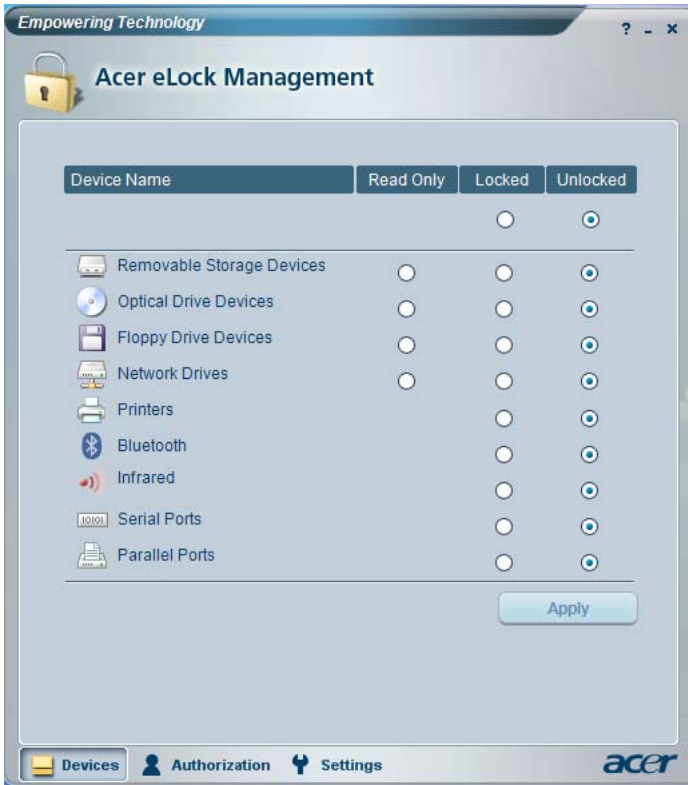 Empowering Technology
? - ×
Acer eLock Management
Device Name Read Only Locked Unlocked
Removable Storage Devices
Optical Drive Devices
Floppy Drive Devices
Network Drives
Printers
Bluetooth
Infrared
10101 Serial Ports
Parallel Ports
Apply
Devices Authorization Settings acer